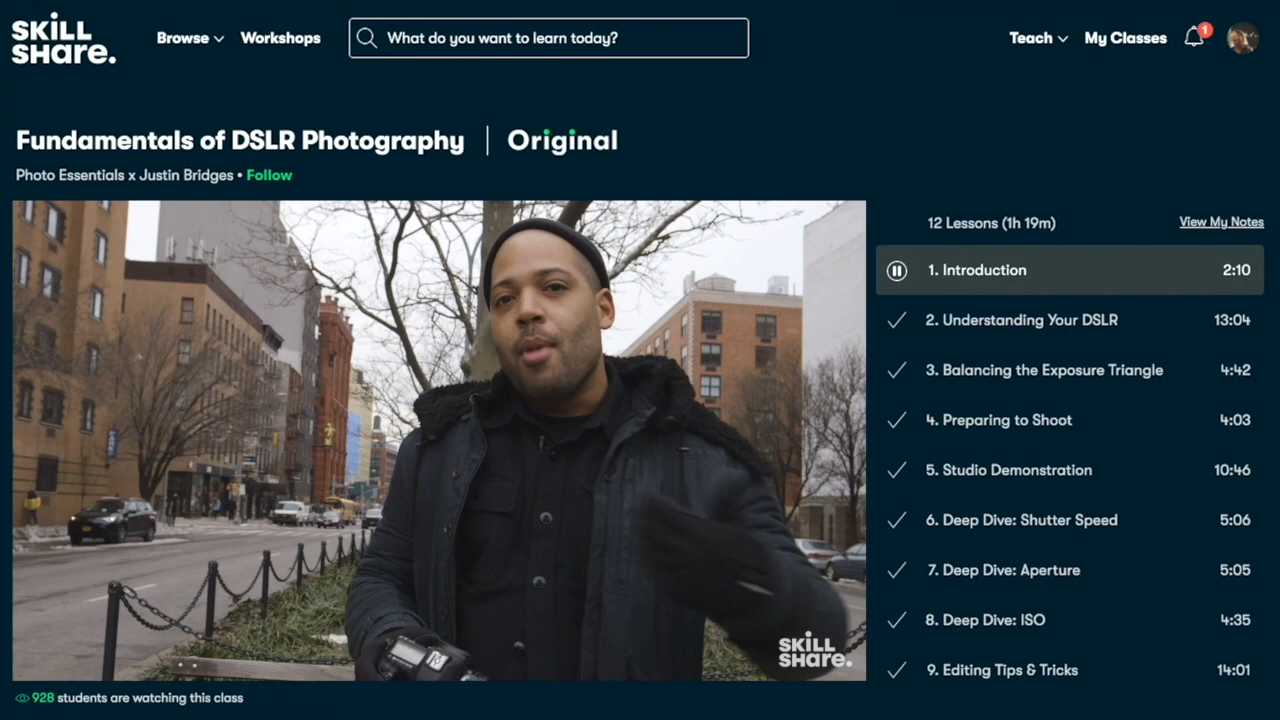 SKILL
SHARE.
Browse
Workshops
What do you want to learn today?
Teach
My Classes
1
Fundamentals of DSLR Photography | Original
Photo Essentials x Justin Bridges • Follow
12 Lessons (1h 19m)
View My Notes
1. Introduction 2:10
2. Understanding Your DSLR 13:04
3. Balancing the Exposure Triangle 4:42
4. Preparing to Shoot 4:03
5. Studio Demonstration 10:46
6. Deep Dive: Shutter Speed 5:06
7. Deep Dive: Aperture 5:05
8. Deep Dive: ISO 4:35
9. Editing Tips & Tricks 14:01
SKILL
SHARE.
928 students are watching this class